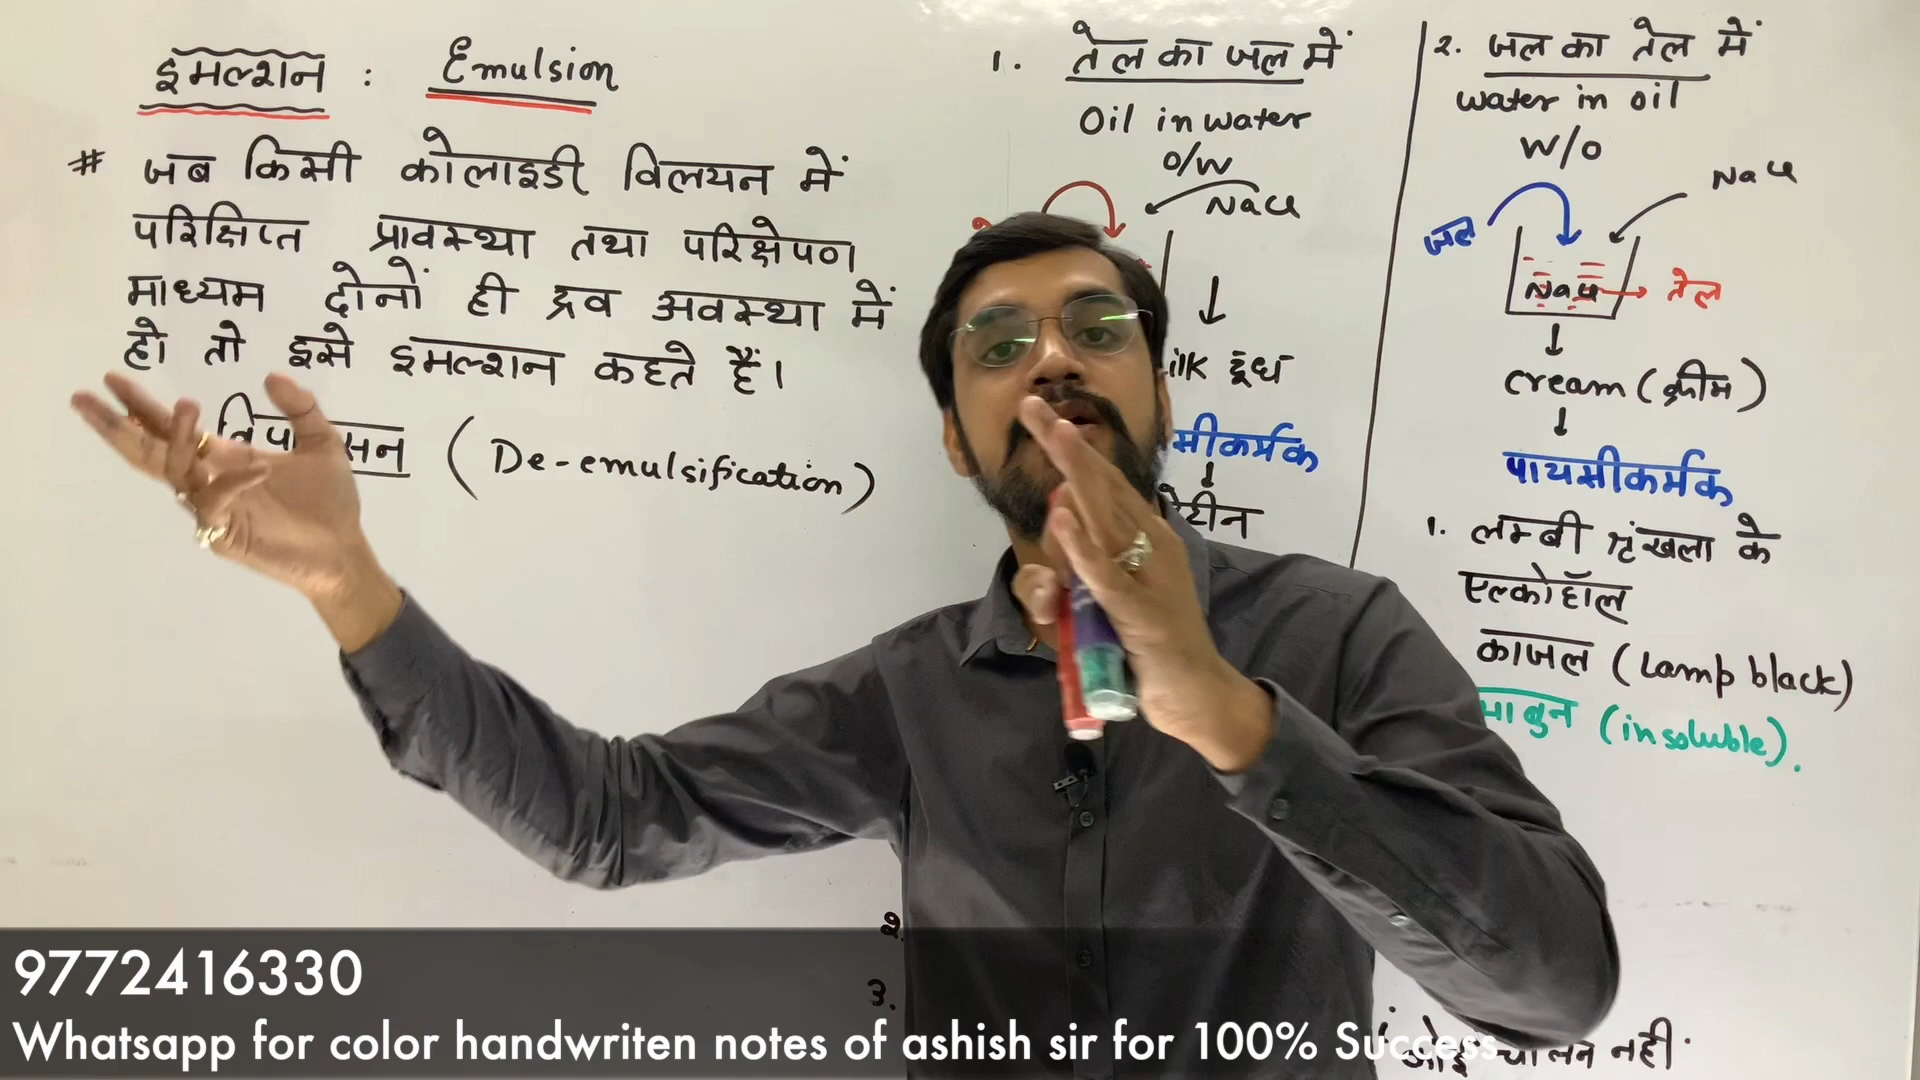 इमल्शन : Emulsion
# जब किसी कोलाइडी विलयन में
परिक्षिप्त प्रावस्था तथा परिक्षेपण
माध्यम दोनों ही द्रव अवस्था में
हो तो इसे इमल्शन कहते हैं।
(De-emulsification)
1. तेल का जल में
Oil in water
O/W
NaCl
दूध
प्रोटीन
2. जल का तेल में
water in oil
W/O
NaCl
जल
NaCl
तेल
cream (क्रीम)
पायसीकर्मक
1. लम्बी शृंखला के
एल्कोहॉल
काजल (Lamp black)
साबुन (insoluble).
2.
3.
नहीं.
9772416330
Whatsapp for color handwriten notes of ashish sir for 100% Success